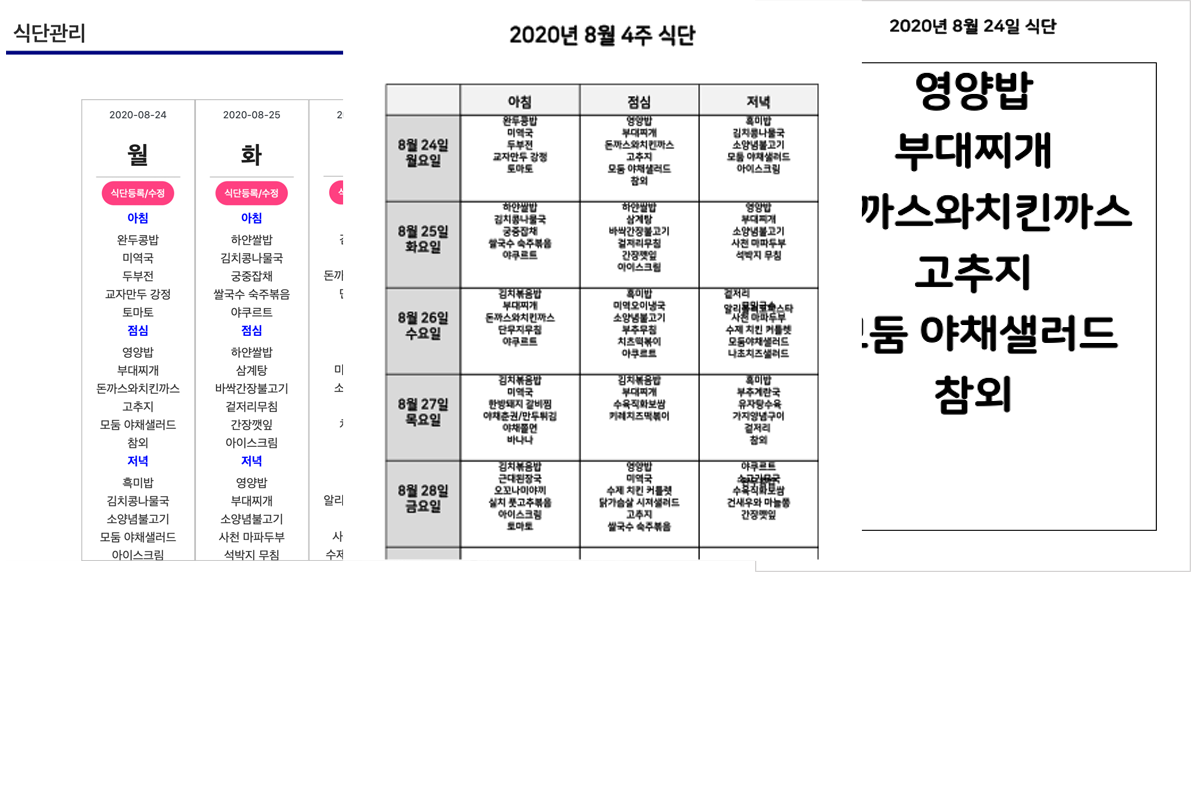 식단관리
2020-08-24
월
식단등록/수정
아침
완두콩밥
미역국
두부전
교자만두 강정
토마토
점심
영양밥
부대찌개
돈까스와치킨까스
고추지
모둠 야채샐러드
참외
저녁
흑미밥
김치콩나물국
소양념불고기
모둠 야채샐러드
아이스크림
2020-08-25
화
식단등록/수정
아침
하얀쌀밥
김치콩나물국
궁중잡채
쌀국수 숙주볶음
야쿠르트
점심
하얀쌀밥
삼계탕
바싹간장불고기
겉저리무침
간장깻잎
아이스크림
저녁
영양밥
부대찌개
소양념불고기
사천 마파두부
석박지 무침
2020년 8월 4주 식단
아침 점심 저녁
8월 24일
월요일
완두콩밥
미역국
두부전
교자만두 강정
토마토
영양밥
부대찌개
돈까스와치킨까스
고추지
모둠 야채샐러드
참외
흑미밥
김치콩나물국
소양념불고기
모둠 야채샐러드
아이스크림
8월 25일
화요일
하얀쌀밥
김치콩나물국
궁중잡채
쌀국수 숙주볶음
야쿠르트
하얀쌀밥
삼계탕
바싹간장불고기
겉저리무침
간장깻잎
아이스크림
영양밥
부대찌개
소양념불고기
사천 마파두부
석박지 무침
8월 26일
수요일
김치볶음밥
부대찌개
돈까스와치킨까스
단무지무침
야쿠르트
흑미밥
미역오이냉국
소양념불고기
부추무침
치즈떡볶이
야쿠르트
겉저리
사천 마파두부
수제 치킨 커틀렛
모둠야채샐러드
나초치즈샐러드
8월 27일
목요일
김치볶음밥
미역국
한방돼지 갈비찜
야채춘권/만두튀김
야채쫄면
바나나
김치볶음밥
부대찌개
수육직화보쌈
카레치즈떡볶이
흑미밥
부추계란국
유자탕수육
가지양념구이
겉저리
참외
8월 28일
금요일
김치볶음밥
근대된장국
오꼬나미야끼
실치 풋고추볶음
아이스크림
토마토
영양밥
미역국
수제 치킨 커틀렛
닭가슴살 시저샐러드
고추지
쌀국수 숙주볶음
야쿠르트
수육직화보쌈
건새우와 마늘쫑
간장깻잎
2020년 8월 24일 식단
영양밥
부대찌개
까스와치킨까스
고추지
둠 야채샐러드
참외